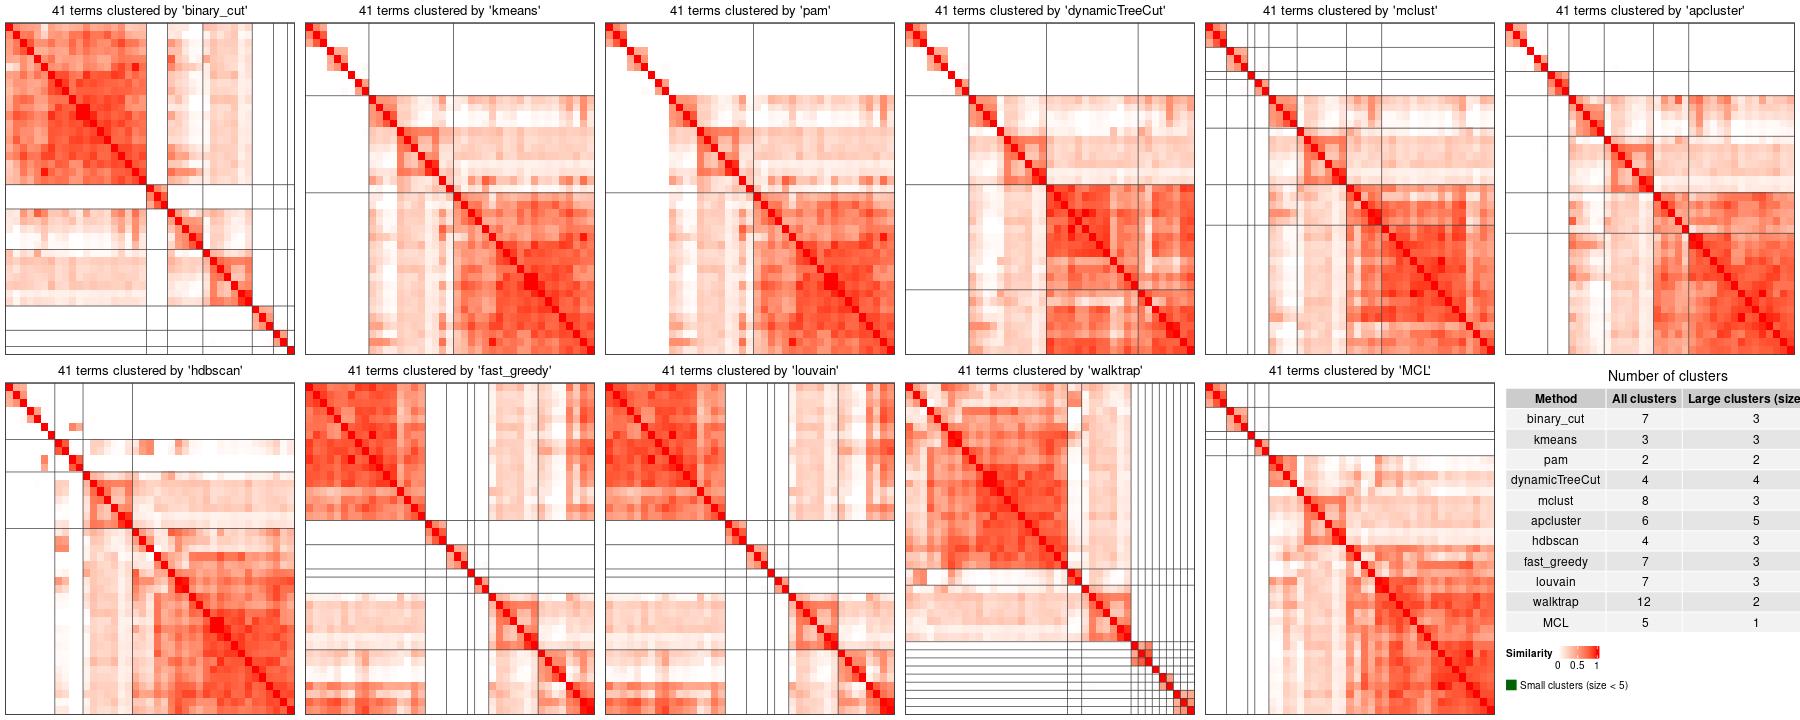 41 terms clustered by 'binary_cut'
41 terms clustered by 'kmeans'
41 terms clustered by 'pam'
41 terms clustered by 'dynamicTreeCut'
41 terms clustered by 'mclust'
41 terms clustered by 'apcluster'
41 terms clustered by 'hdbscan'
41 terms clustered by 'fast_greedy'
41 terms clustered by 'louvain'
41 terms clustered by 'walktrap'
41 terms clustered by 'MCL'
Number of clusters
Method All clusters Large clusters (size
binary_cut 7 3
kmeans 3 3
pam 2 2
dynamicTreeCut 4 4
mclust 8 3
apcluster 6 5
hdbscan 4 3
fast_greedy 7 3
louvain 7 3
walktrap 12 2
MCL 5 1
Similarity
0 0.5 1
Small clusters (size < 5)